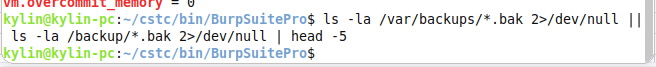 vm.overcommit_memory = 0
kylin@kylin-pc:~/cstc/bin/BurpSuitePro$ ls -la /var/backups/*.bak 2>/dev/null ||
 ls -la /backup/*.bak 2>/dev/null | head -5
kylin@kylin-pc:~/cstc/bin/BurpSuitePro$